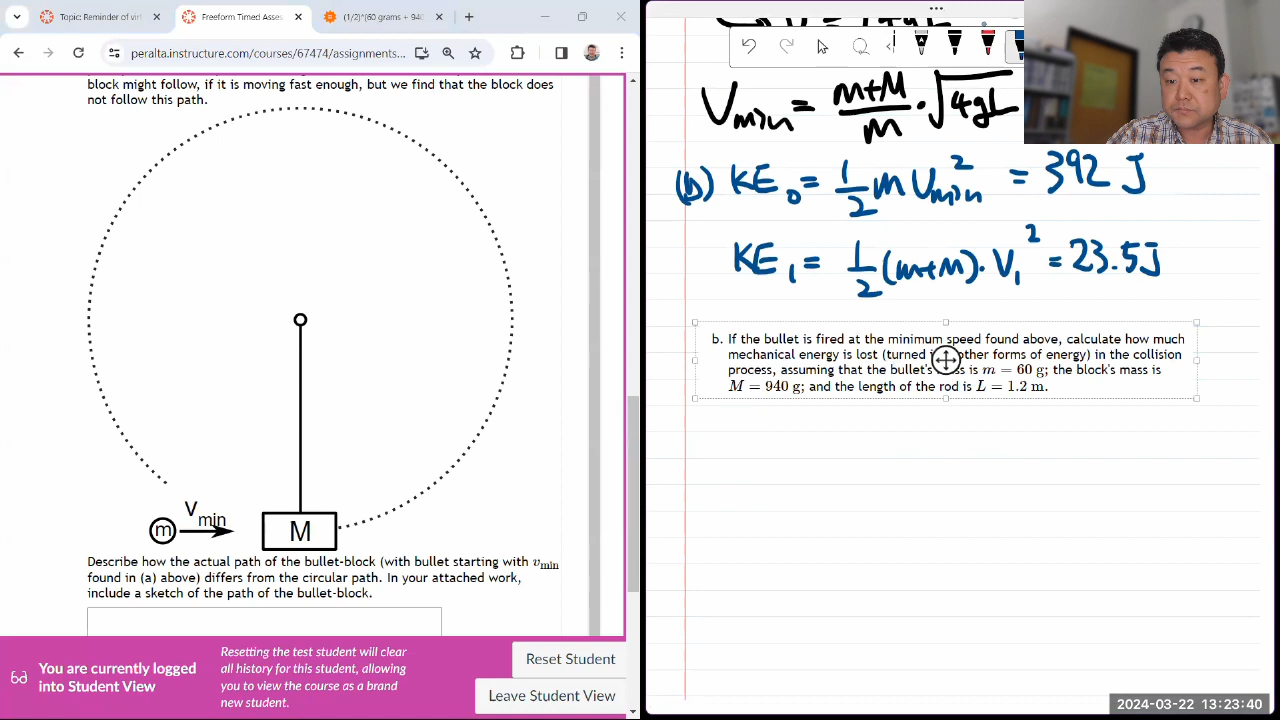 Topic: Reminder of vir
Freeform Timed Asses
(1/2)*(60 grams + 940
peralta.instructure.com/courses/67474/assignments...
block might follow, if it is moving fast enough, but we find that the block does
not follow this path.
m
V min
M
Describe how the actual path of the bullet-block (with bullet starting with vmin
found in (a) above) differs from the circular path. In your attached work,
include a sketch of the path of the bullet-block.
You are currently logged
into Student View
Resetting the test student will clear
all history for this student, allowing
you to view the course as a brand
new student.
Reset Student
Leave Student View
Vmin = m+M/m · √4gL
(b) KE0 = 1/2 m Vmin² = 392 J
KE1 = 1/2 (m+M) · V1² = 23.5J
b. If the bullet is fired at the minimum speed found above, calculate how much
mechanical energy is lost (turned other forms of energy) in the collision
process, assuming that the bullet's is m = 60 g; the block's mass is
M = 940 g; and the length of the rod is L = 1.2 m.
2024-03-22 13:23:40